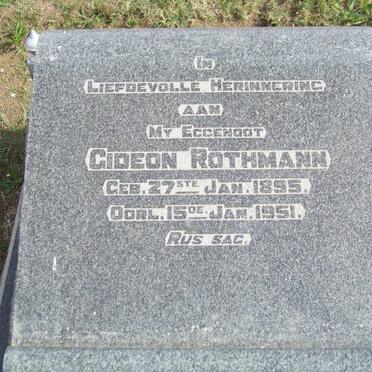 In
Liefdevolle Herinnering
aan
My Eggenoot
Gideon Rothmann
Geb. 27ste Jan. 1895.
Oorl. 15de Jan. 1951.
Rus sag.